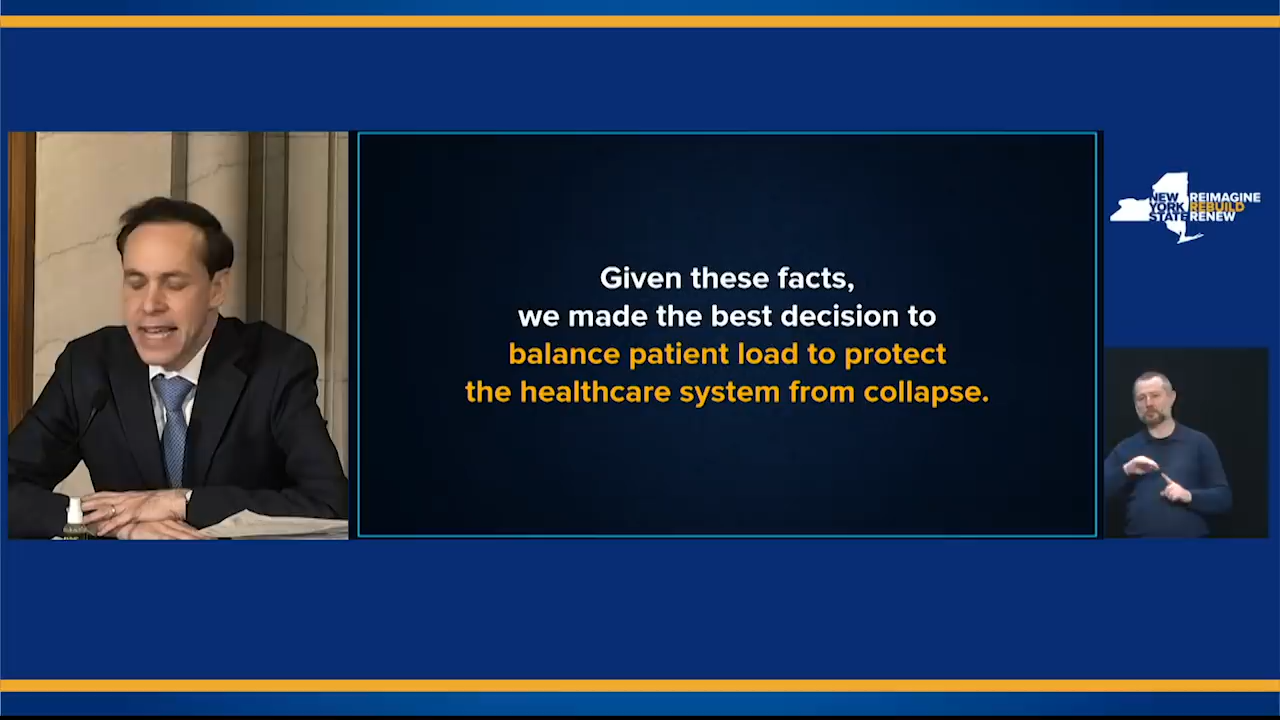 Given these facts,
we made the best decision to
balance patient load to protect
the healthcare system from collapse.
NEW
YORK
STATE
REIMAGINE
REBUILD
RENEW